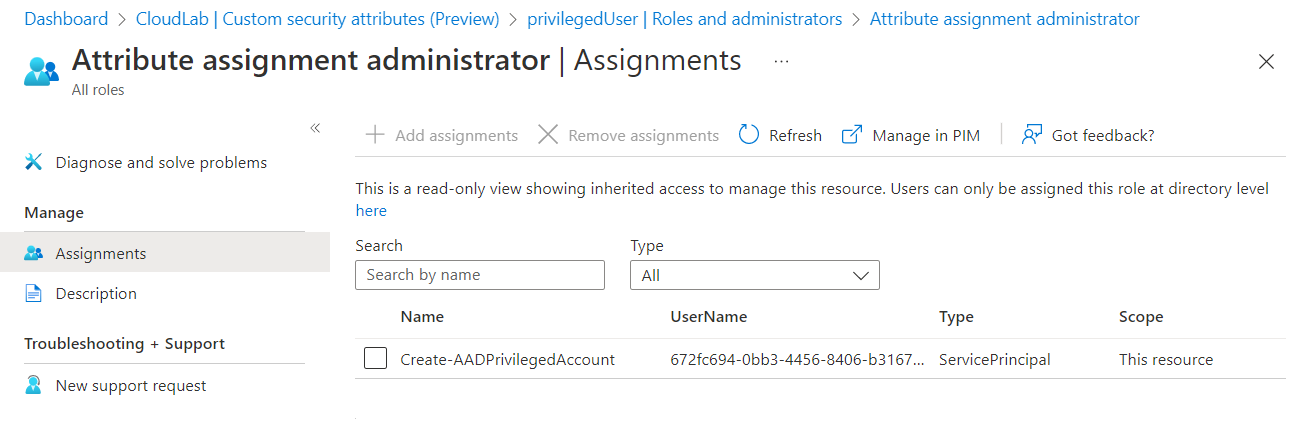 Dashboard > CloudLab | Custom security attributes (Preview) > privilegedUser | Roles and administrators > Attribute assignment administrator
Attribute assignment administrator | Assignments ...
All roles
Diagnose and solve problems
Manage
Assignments
Description
Troubleshooting + Support
New support request
Add assignments Remove assignments Refresh Manage in PIM Got feedback?
This is a read-only view showing inherited access to manage this resource. Users can only be assigned this role at directory level
here
Search Type
Search by name All
Name UserName Type Scope
Create-AADPrivilegedAccount 672fc694-0bb3-4456-8406-b3167... ServicePrincipal This resource